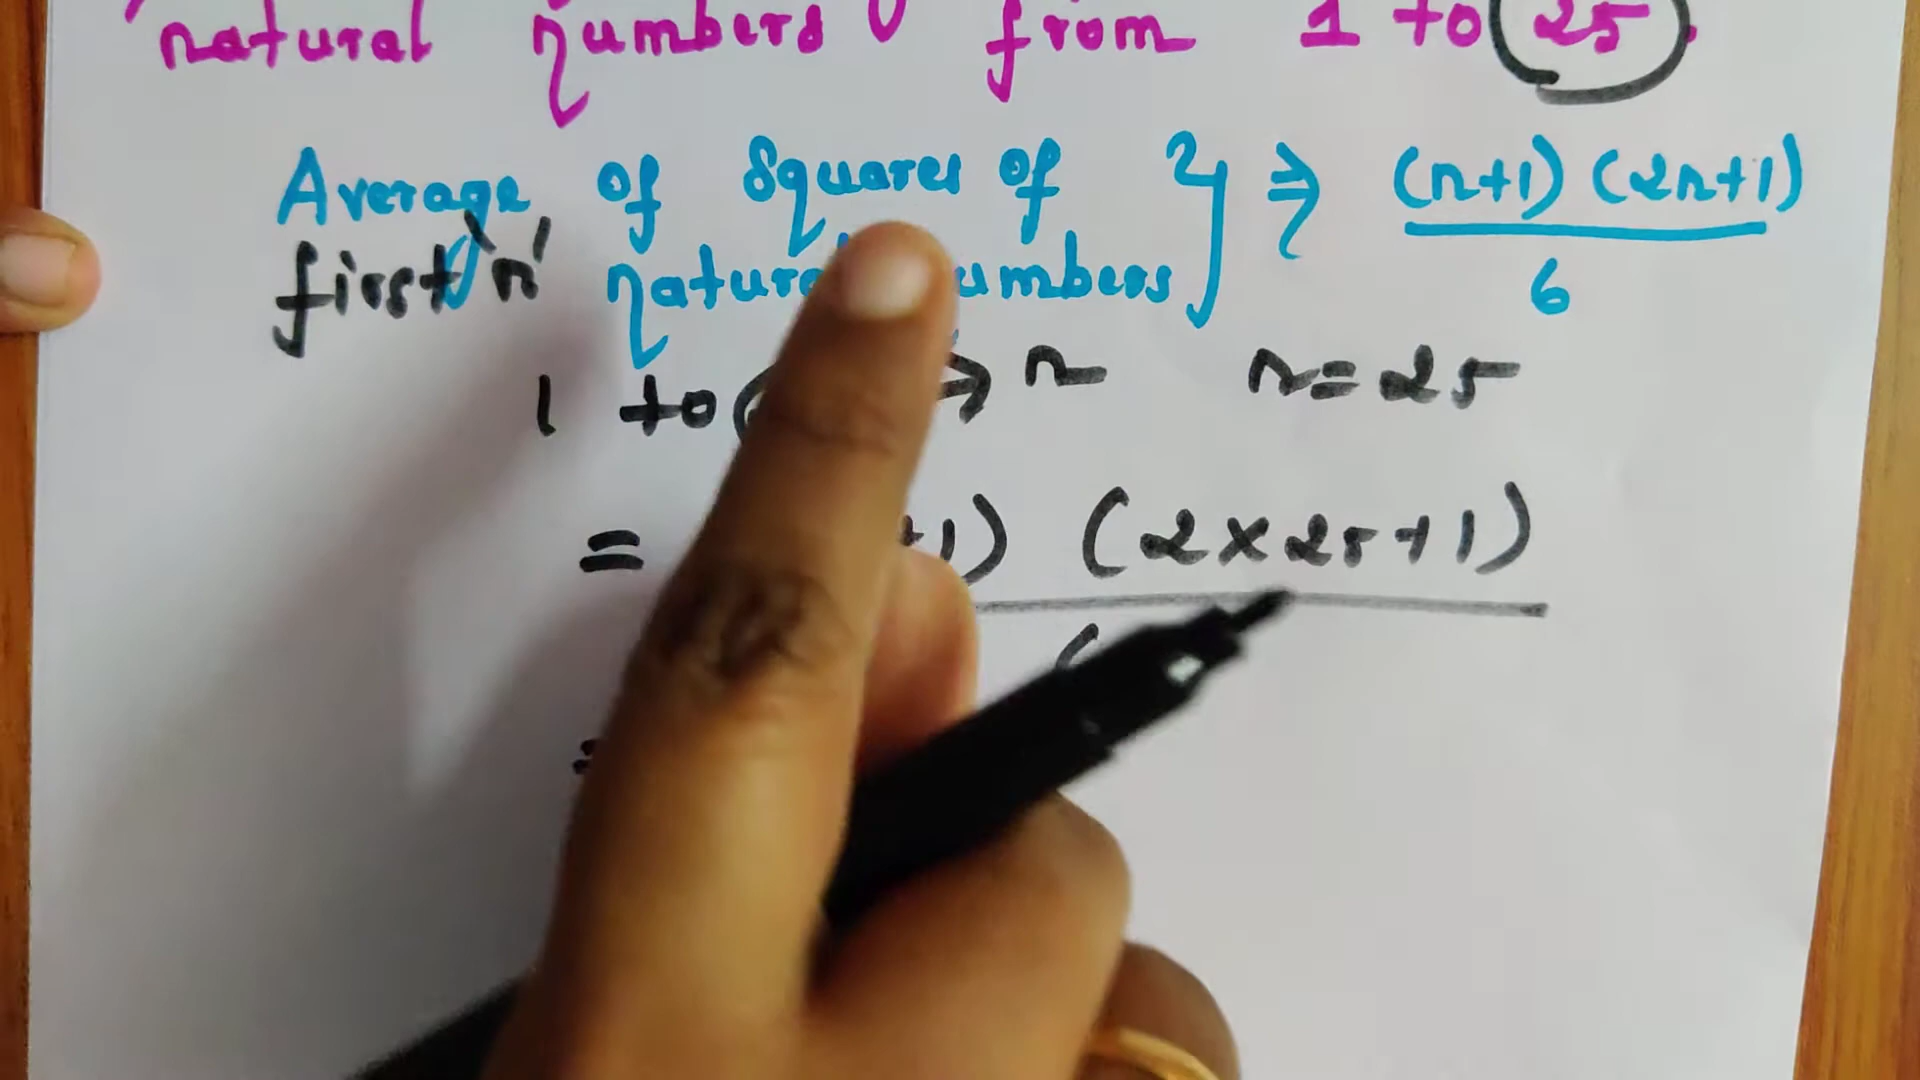 natural numbers from 1 to 25.
Average of squares of } ⇒ (n+1) (2n+1)
first 'n' natural numbers 6
1 to → n n=25
= +1) (2×25+1)
=